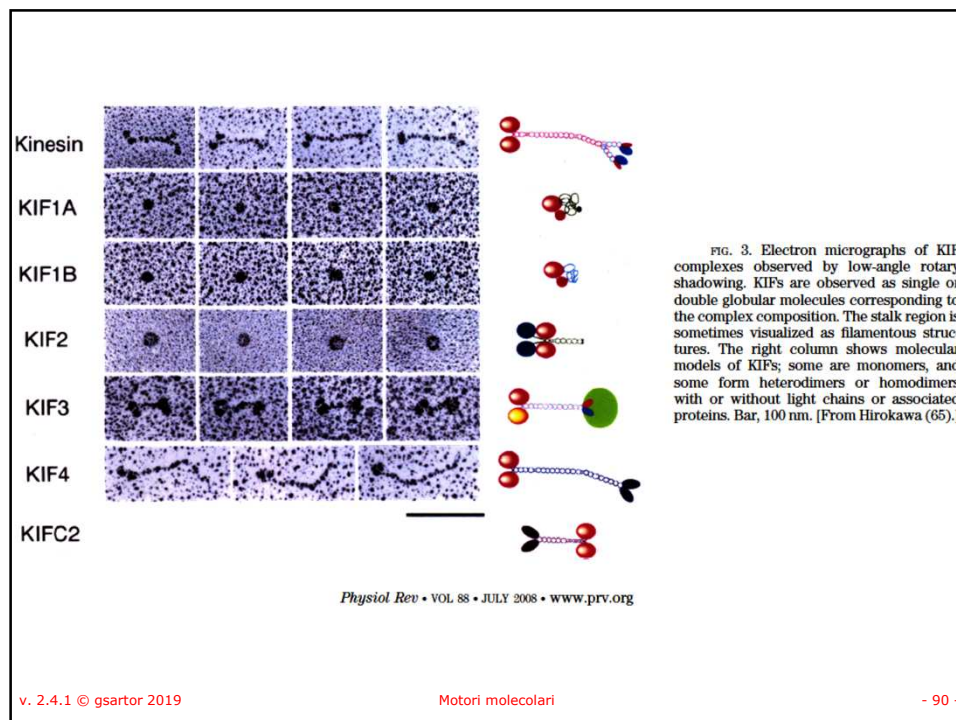 Kinesin
KIF1A
KIF1B
KIF2
KIF3
KIF4
KIFC2
FIG. 3. Electron micrographs of KIF
complexes observed by low-angle rotary
shadowing. KIFs are observed as single or
double globular molecules corresponding to
the complex composition. The stalk region is
sometimes visualized as filamentous struc-
tures. The right column shows molecular
models of KIFs; some are monomers, and
some form heterodimers or homodimers
with or without light chains or associated
proteins. Bar, 100 nm. [From Hirokawa (65).]
Physiol Rev • VOL 88 • JULY 2008 • www.prv.org
v. 2.4.1 © gsartor 2019
Motori molecolari
- 90 -